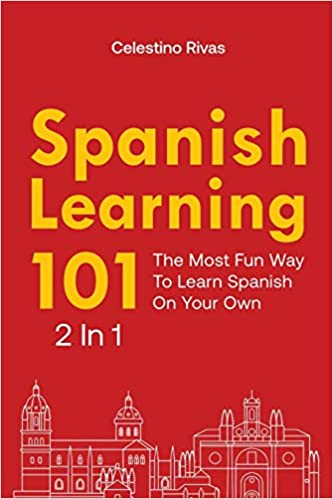 Celestino Rivas
Spanish
Learning
101
The Most Fun Way
To Learn Spanish
On Your Own
2 In 1